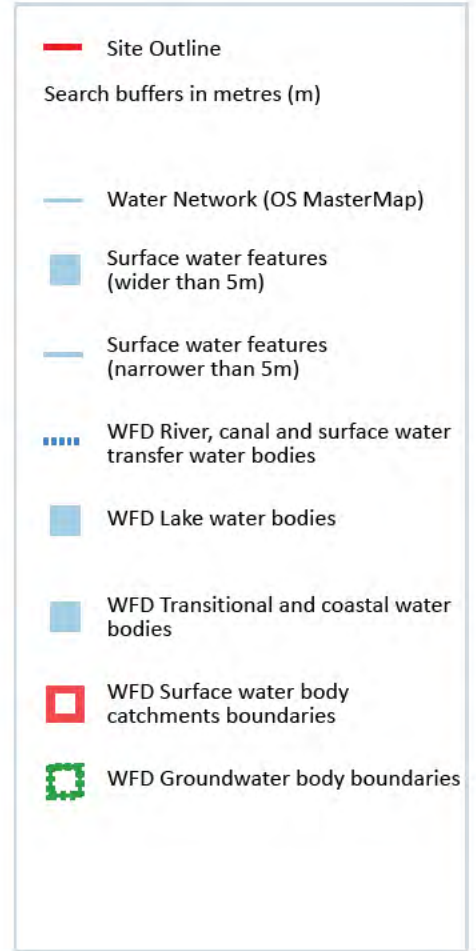 Site Outline
Search buffers in metres (m)
Water Network (OS MasterMap)
Surface water features
(wider than 5m)
Surface water features
(narrower than 5m)
WFD River, canal and surface water
transfer water bodies
WFD Lake water bodies
WFD Transitional and coastal water
bodies
WFD Surface water body
catchments boundaries
WFD Groundwater body boundaries